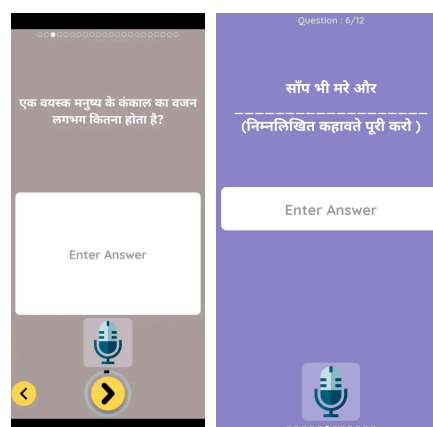 एक वयस्क मनुष्य के कंकाल का वजन
लगभग कितना होता है?
Enter Answer
Question : 6/12
साँप भी मरे और
___________________
(निम्नलिखित कहावते पूरी करो )
Enter Answer